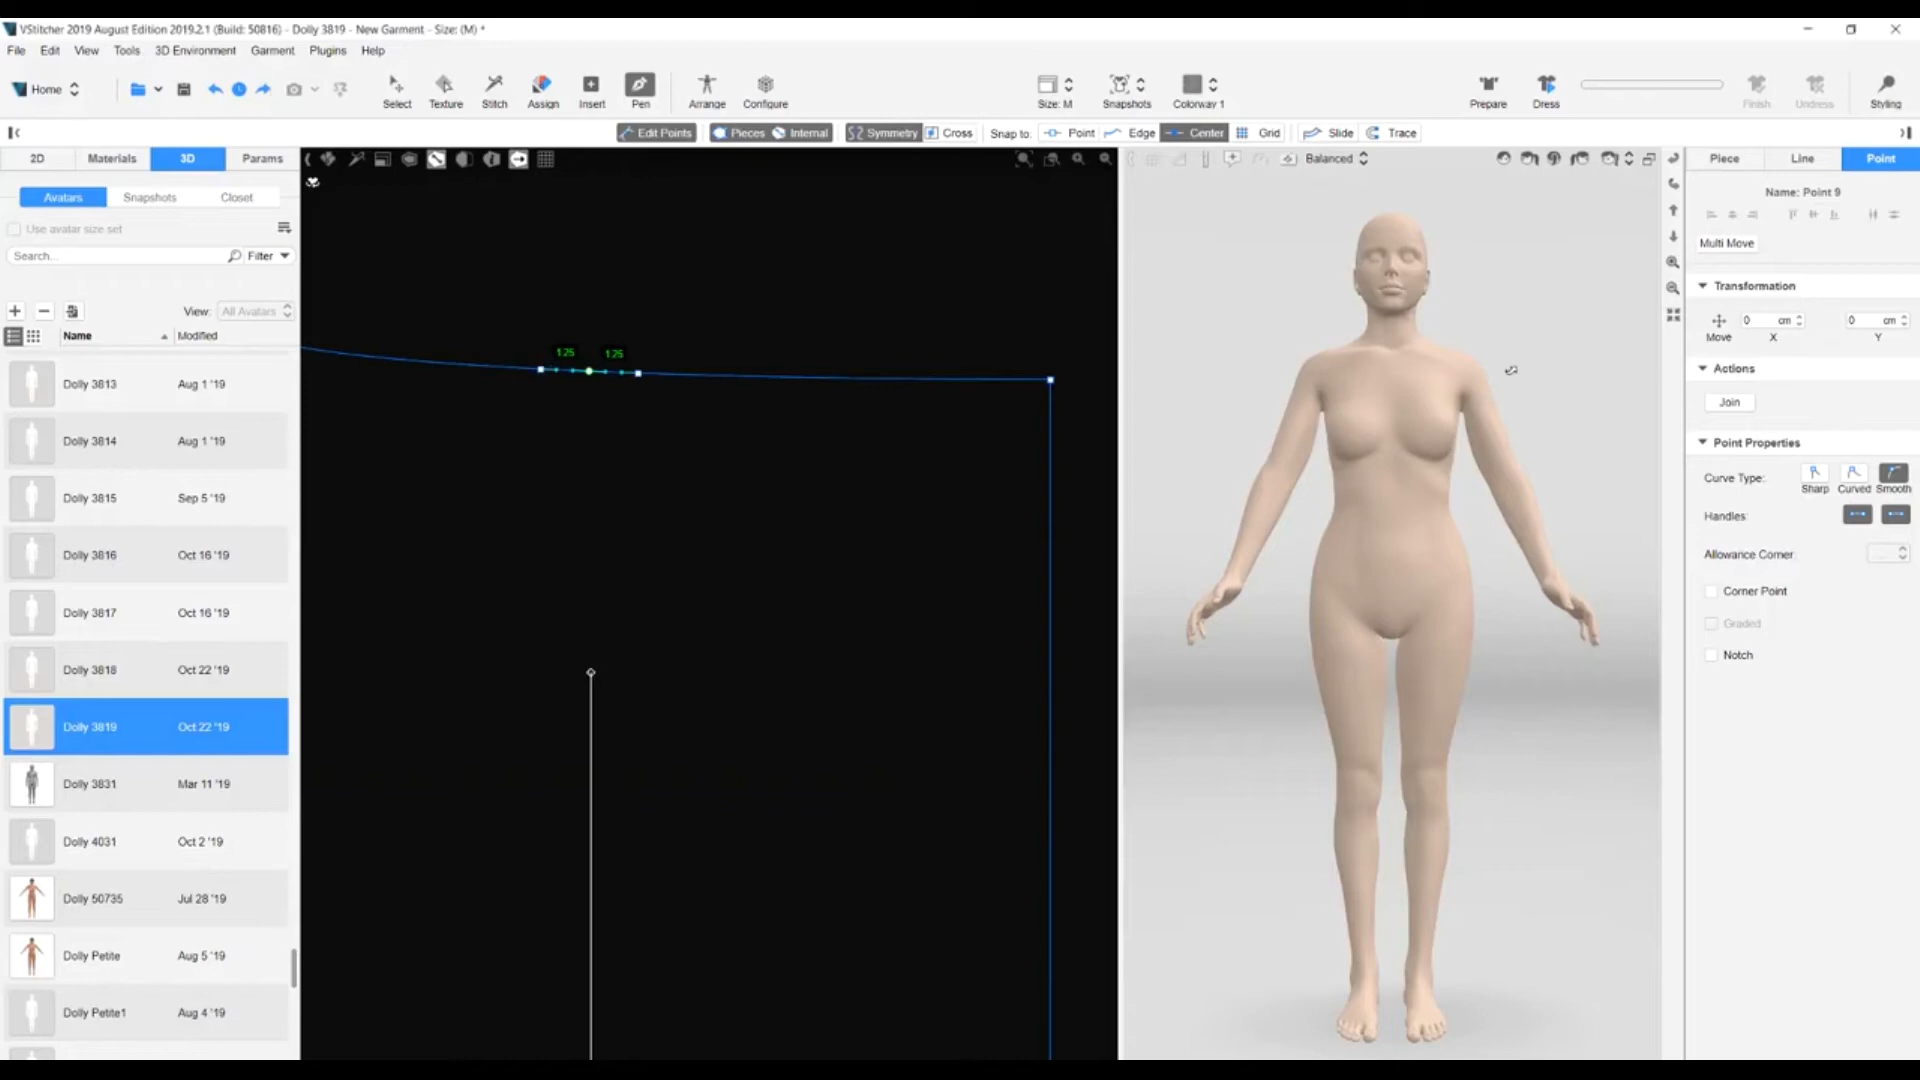 VStitcher 2019 August Edition 2019.2.1 (Build: 50816) - Dolly 3819 - New Garment - Size: (M) *
File Edit View Tools 3D Environment Garment Plugins Help
Home Select Texture Stitch Assign Insert Pen Arrange Configure Size: M Snapshots Colorway 1 Prepare Dress Finish Undress Styling
Edit Points Pieces Internal Symmetry Cross Snap to: Point Edge Center Grid Slide Trace
2D Materials 3D Params
Balanced
Piece Line Point
Avatars Snapshots Closet
Use avatar size set
Search... Filter
View: All Avatars
Name Modified
Dolly 3813 Aug 1 '19
Dolly 3814 Aug 1 '19
Dolly 3815 Sep 5 '19
Dolly 3816 Oct 16 '19
Dolly 3817 Oct 16 '19
Dolly 3818 Oct 22 '19
Dolly 3819 Oct 22 '19
Dolly 3831 Mar 11 '19
Dolly 4031 Oct 2 '19
Dolly 50735 Jul 28 '19
Dolly Petite Aug 5 '19
Dolly Petite1 Aug 4 '19
1.25 1.25
Name: Point 9
Multi Move
Transformation
0 cm 0 cm
Move X Y
Actions
Join
Point Properties
Curve Type:
Sharp Curved Smooth
Handles:
Allowance Corner:
Corner Point
Graded
Notch